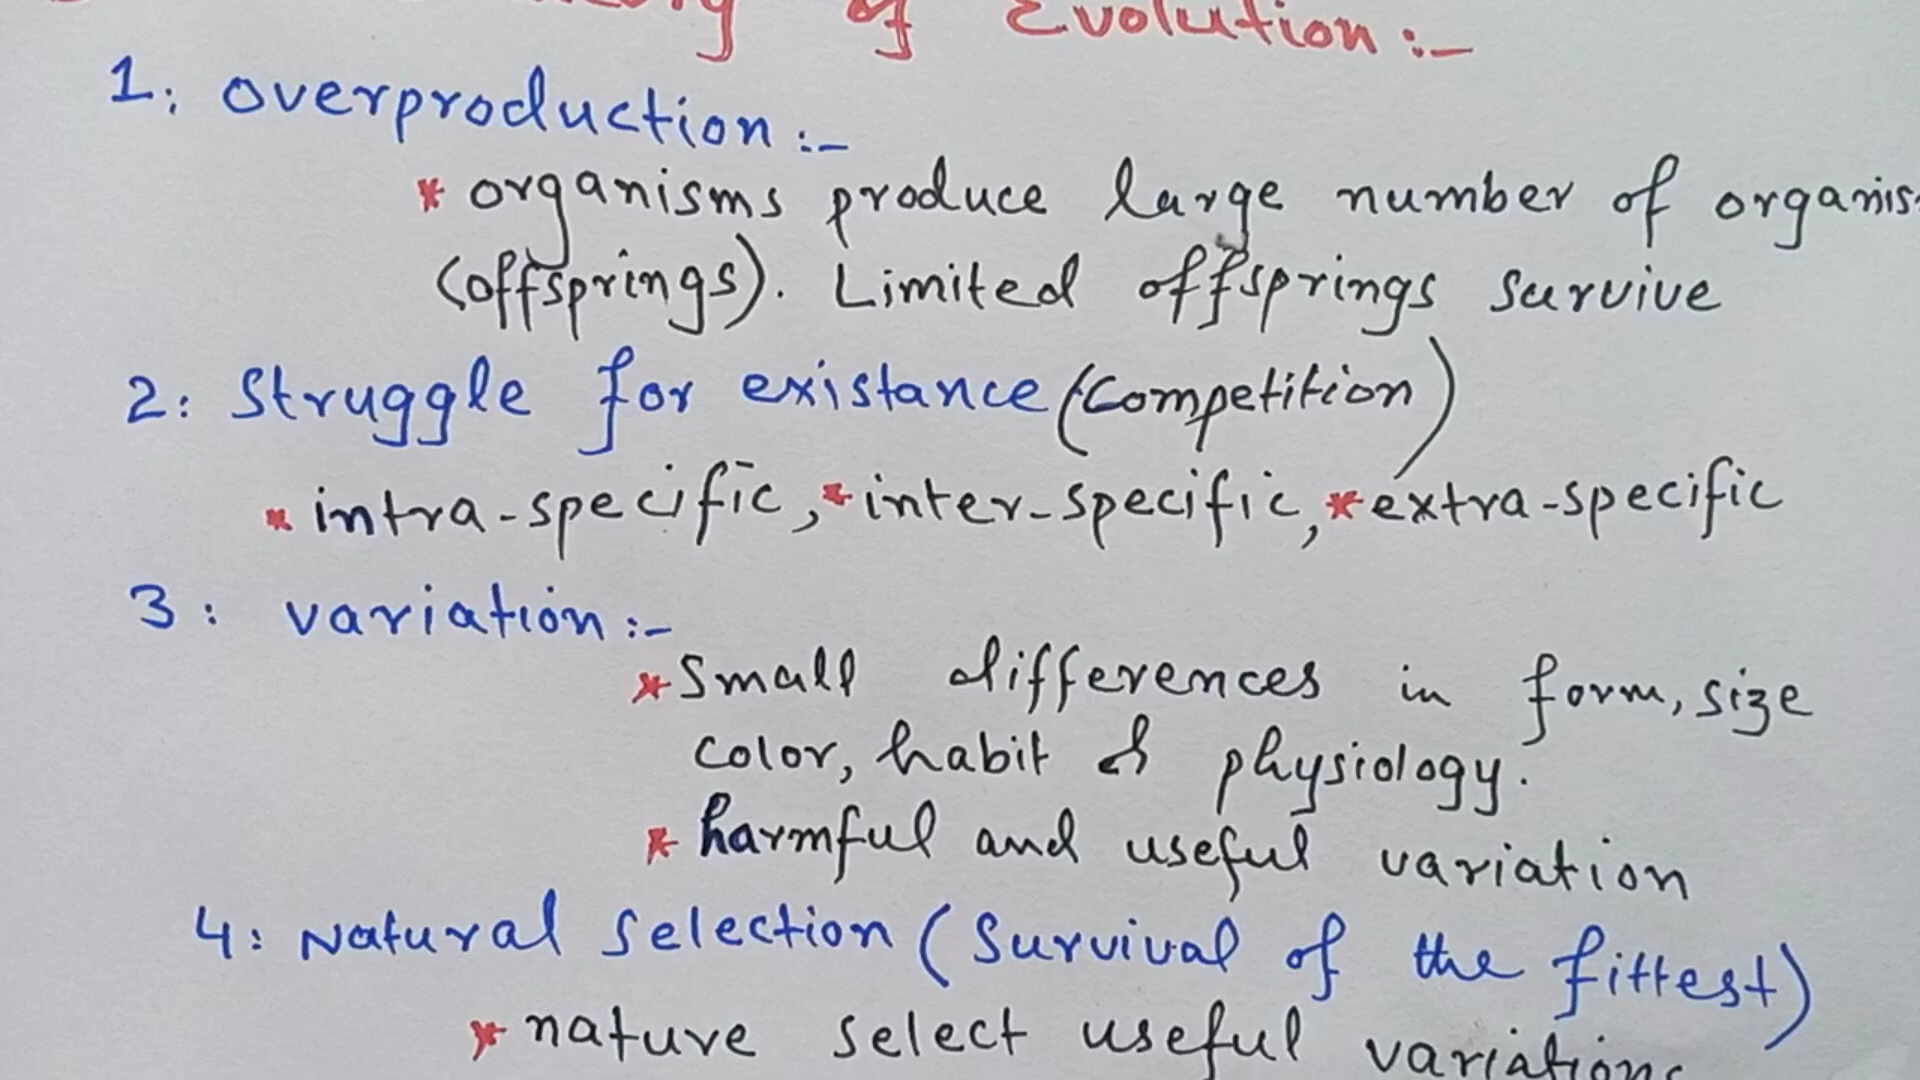 of Evolution:-
1: overproduction:-
* organisms produce large number of
(offsprings). Limited offsprings survive
2: Struggle for existance (Competition)
* intra-specific, * inter-specific, * extra-specific
3: variation:-
* Small differences in form, size
color, habit & physiology.
* harmful and useful variation
4: Natural Selection (Survival of the fittest)
* nature select useful variations